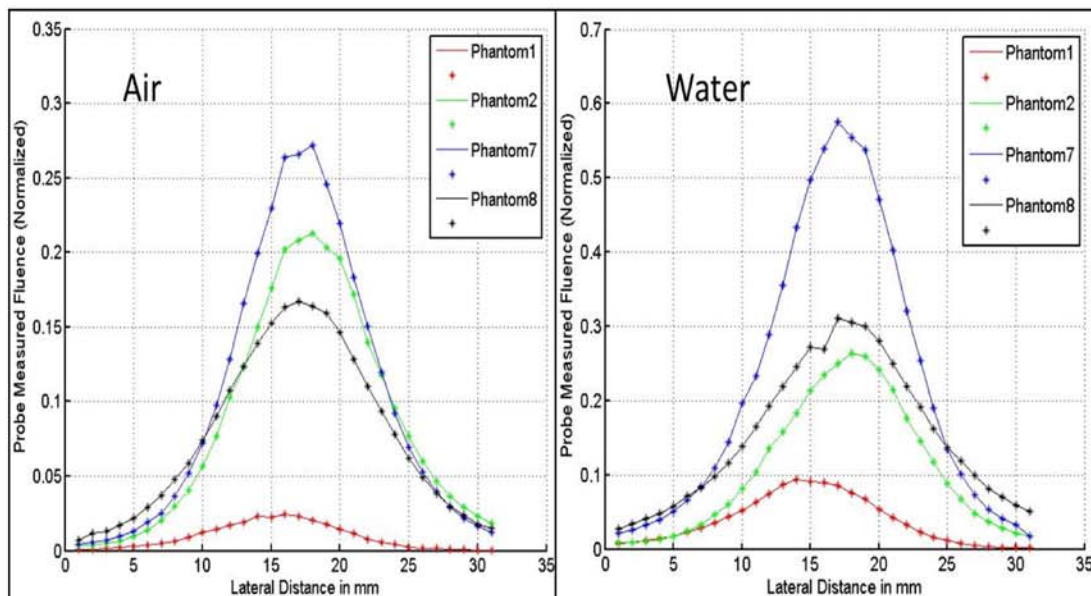 Air
Probe Measured Fluence (Normalized)
0.35
0.3
0.25
0.2
0.15
0.1
0.05
0
0 5 10 15 20 25 30 35
Lateral Distance in mm
Phantom1
Phantom2
Phantom7
Phantom8
Water
Probe Measured Fluence (Normalized)
0.7
0.6
0.5
0.4
0.3
0.2
0.1
0
0 5 10 15 20 25 30 35
Lateral Distance in mm
Phantom1
Phantom2
Phantom7
Phantom8